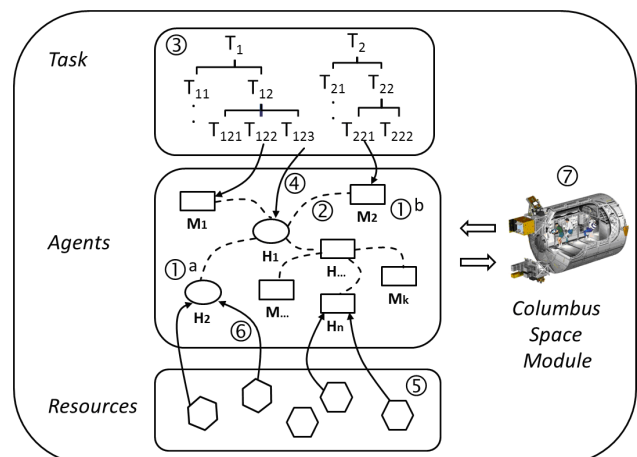 Task
③
T1
T2
T11 T12
T21 T22
T121 T122 T123
T221 T222
④
②
M1
M2
①b
H1
Agents
①a
H...
H2
M...
Mk
Hn
⑥
⑤
Resources
⑦
Columbus
Space
Module